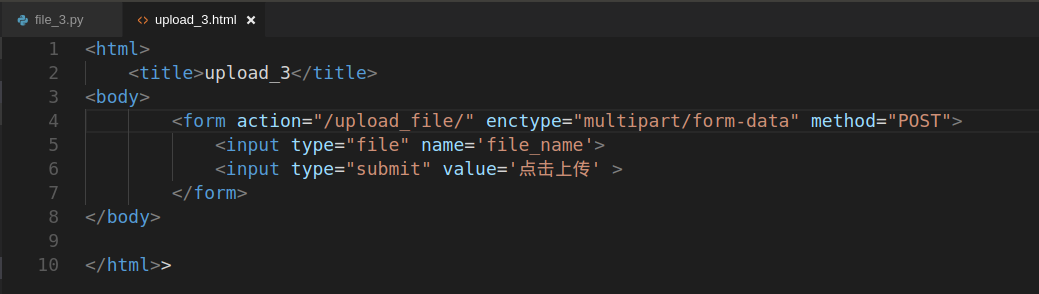 file_3.py
<> upload_3.html ×
1 <html>
2     <title>upload_3</title>
3 <body>
4         <form action="/upload_file/" enctype="multipart/form-data" method="POST">
5             <input type="file" name='file_name'>
6             <input type="submit" value='点击上传' >
7         </form>
8 </body>
9
10 </html>>